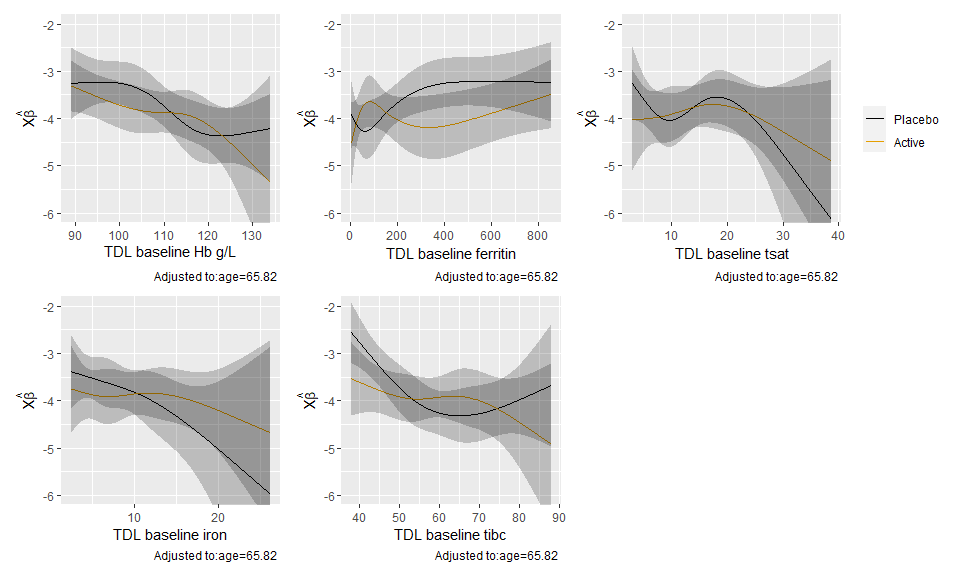 -2
-3
-4
-5
-6
Xβ̂
90 100 110 120 130
TDL baseline Hb g/L
Adjusted to:age=65.82
-2
-3
-4
-5
-6
Xβ̂
0 200 400 600 800
TDL baseline ferritin
Adjusted to:age=65.82
-2
-3
-4
-5
-6
Xβ̂
10 20 30 40
TDL baseline tsat
Adjusted to:age=65.82
Placebo
Active
-2
-3
-4
-5
-6
Xβ̂
10 20
TDL baseline iron
Adjusted to:age=65.82
-2
-3
-4
-5
-6
Xβ̂
40 50 60 70 80 90
TDL baseline tibc
Adjusted to:age=65.82